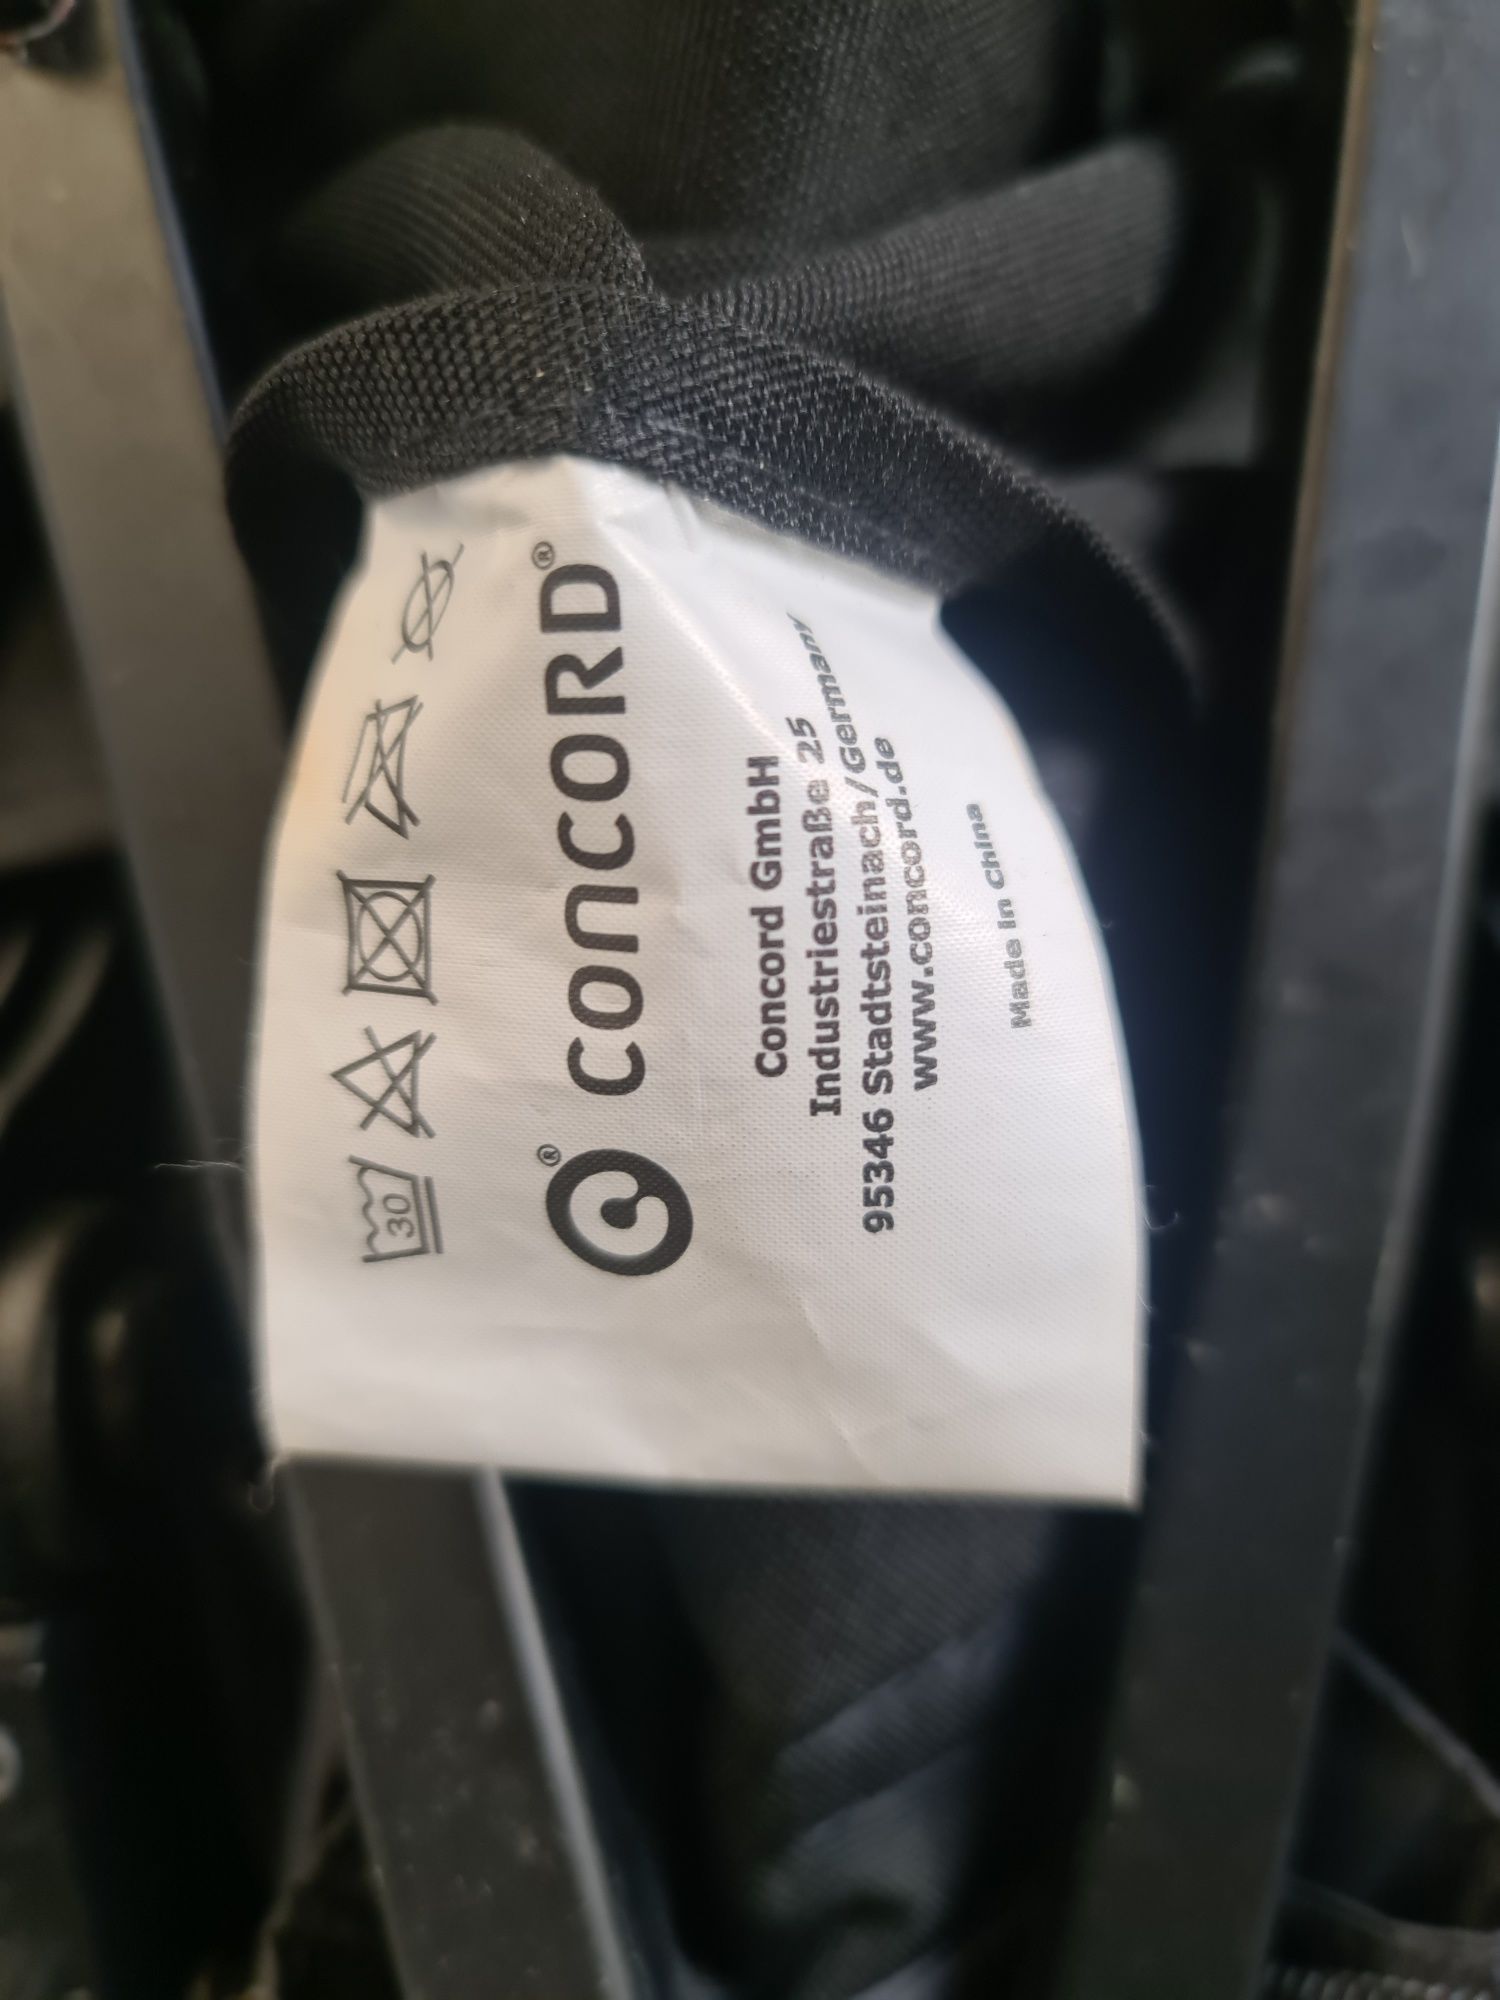 30
CONCORD®
Concord GmbH
Industriestraße 25
95346 Stadtsteinach/Germany
www.concord.de
Made in China